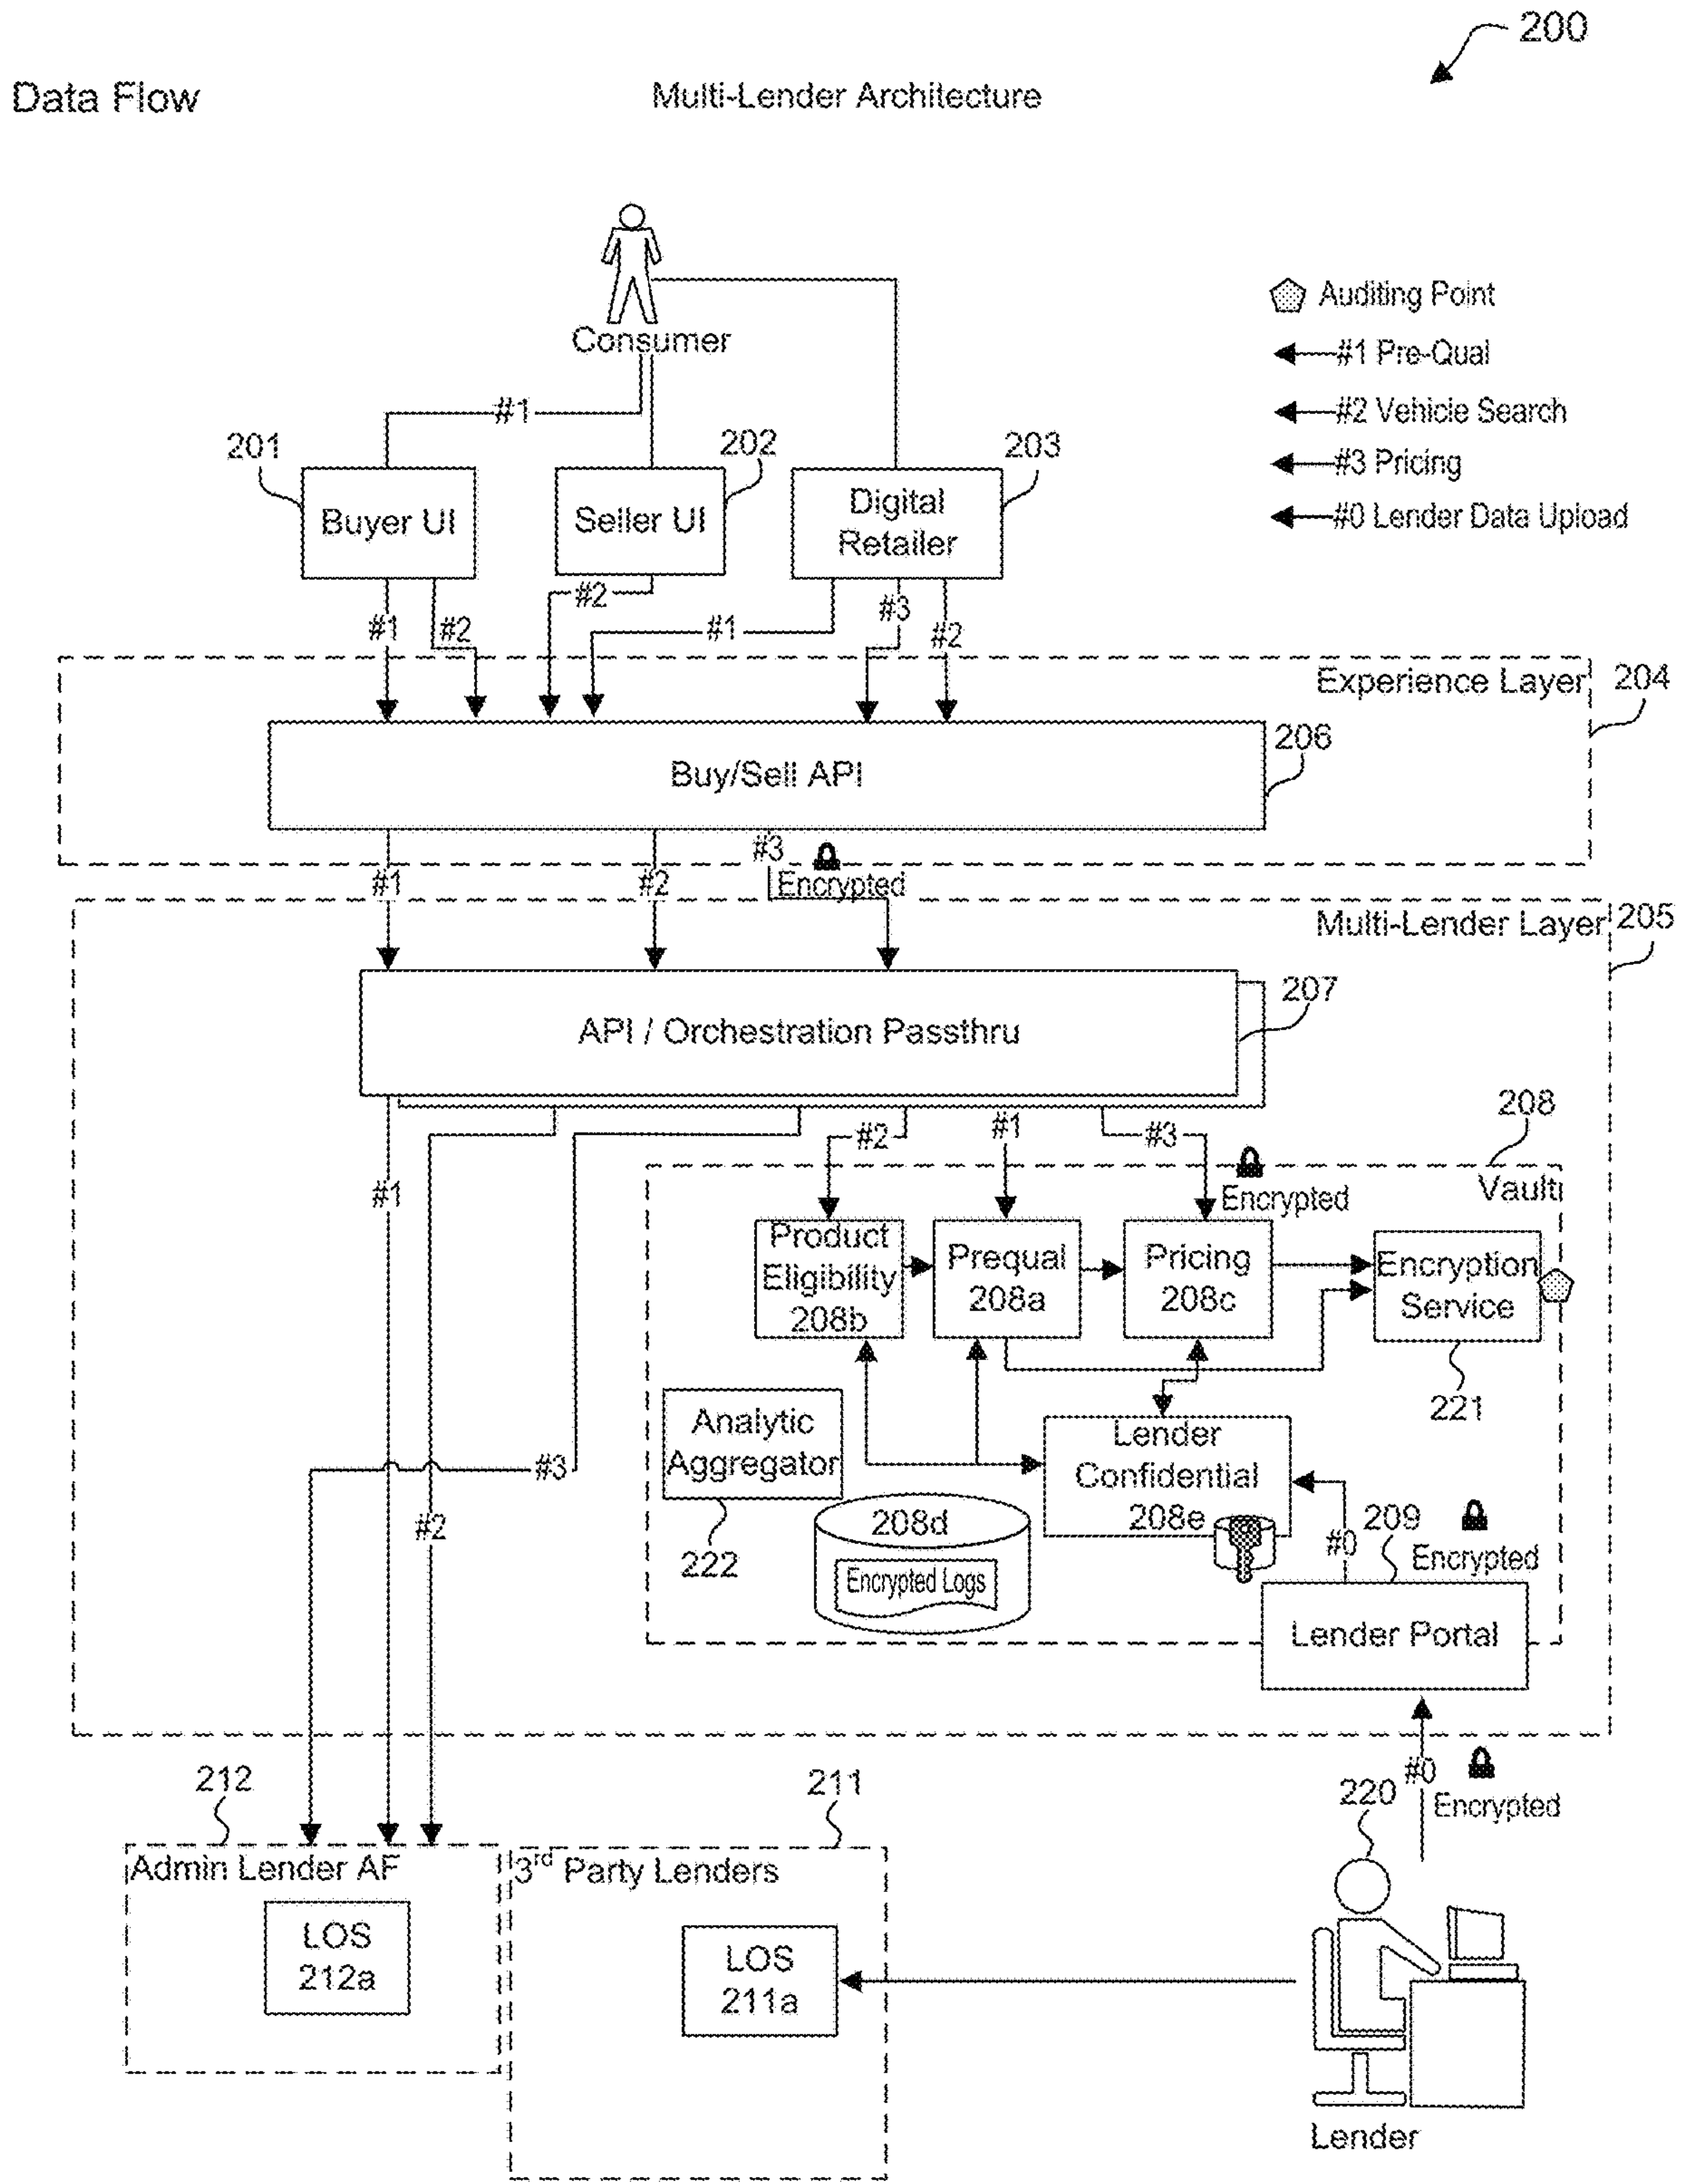 200
Data Flow
Multi-Lender Architecture
Consumer
Auditing Point
#1 Pre-Qual
#2 Vehicle Search
#3 Pricing
#0 Lender Data Upload
#1
201
202
203
Buyer UI
Seller UI
Digital
Retailer
#1
#2
#2
#1
#3
#2
Experience Layer
204
206
Buy/Sell API
#1
#2
#3
Encrypted
Multi-Lender Layer
205
207
API / Orchestration Passthru
208
#2
#1
#3
Encrypted
Vault
#1
Product
Eligibility
208b
Prequal
208a
Pricing
208c
Encryption
Service
221
Analytic
Aggregator
222
Lender
Confidential
208e
#3
#2
208d
Encrypted Logs
#0
209
Encrypted
Lender Portal
212
211
220
#0
Encrypted
Admin Lender AF
LOS
212a
3rd Party Lenders
LOS
211a
Lender